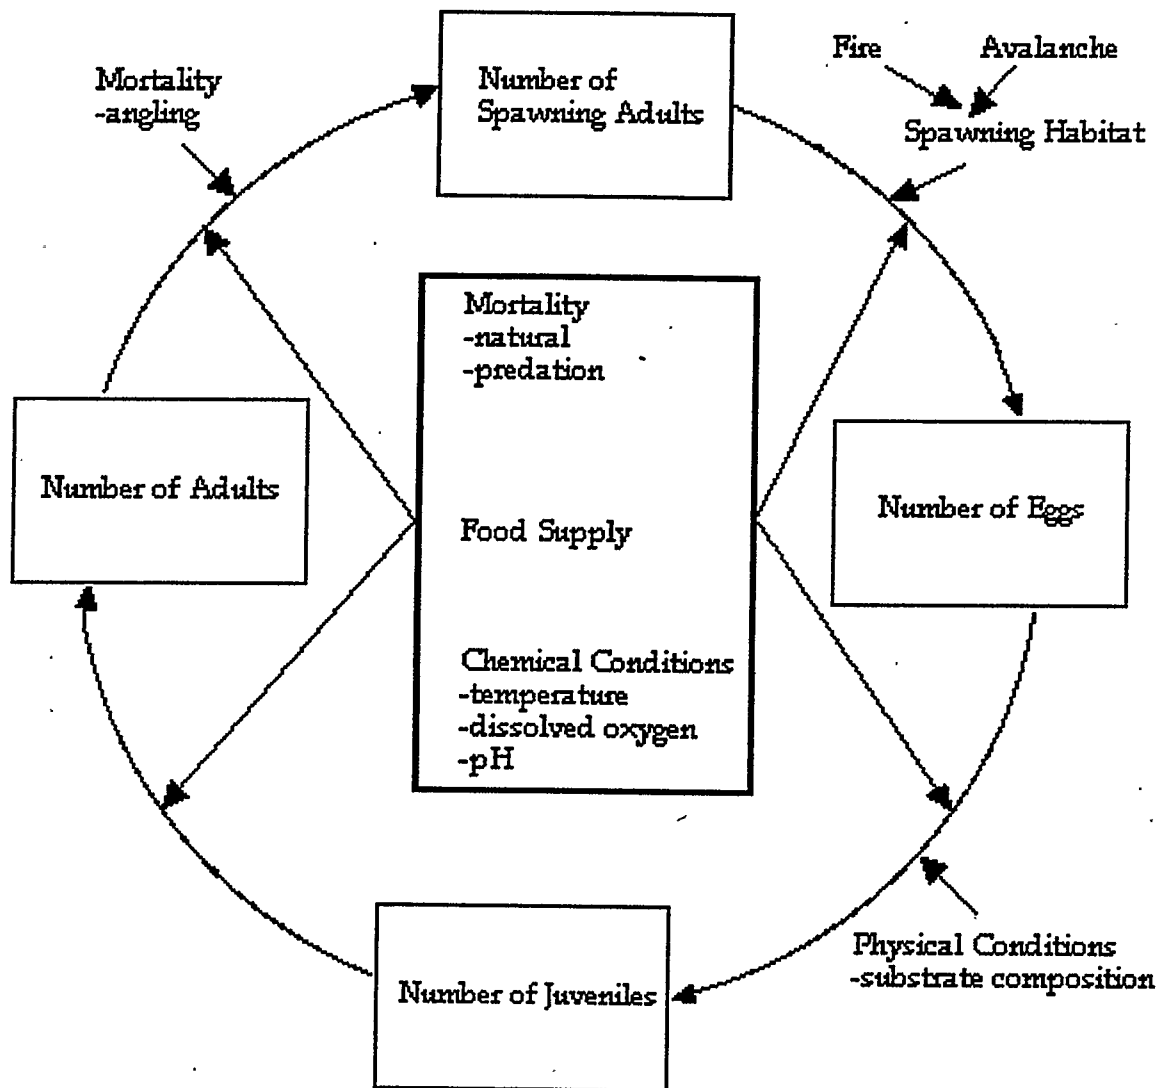 Fire
Avalanche
Mortality
-angling
Number of
Spawning Adults
Spawning Habitat
Mortality
-natural
-predation
Number of Adults
Number of Eggs
Food Supply
Chemical Conditions
-temperature
-dissolved oxygen
-pH
Physical Conditions
-substrate composition
Number of Juveniles